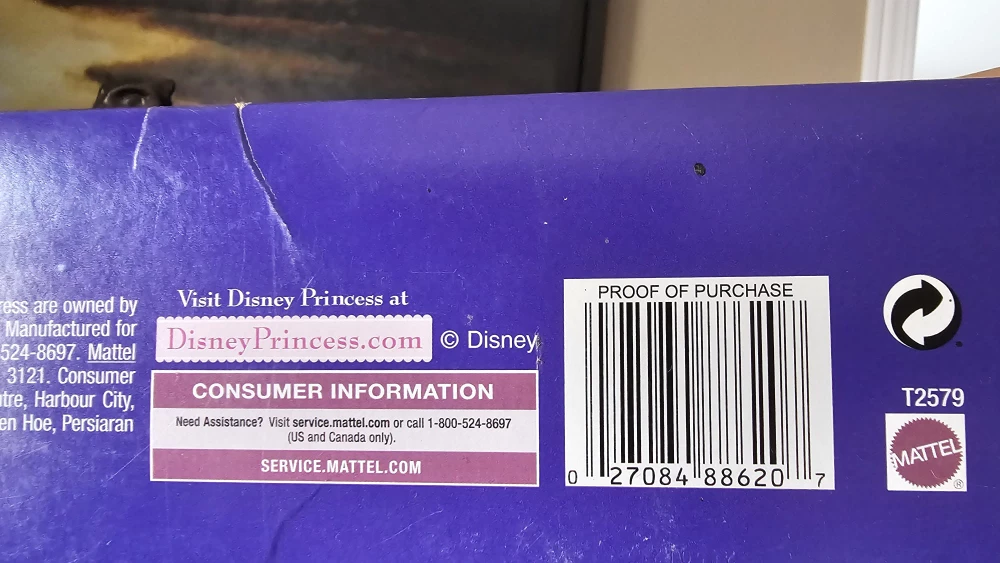 ress are owned by
Manufactured for
524-8697. Mattel
3121. Consumer
tre, Harbour City,
en Hoe, Persiaran
Visit Disney Princess at
DisneyPrincess.com © Disney
CONSUMER INFORMATION
Need Assistance? Visit service.mattel.com or call 1-800-524-8697
(US and Canada only).
SERVICE.MATTEL.COM
PROOF OF PURCHASE
0 27084 88620 7
T2579
MATTEL
®